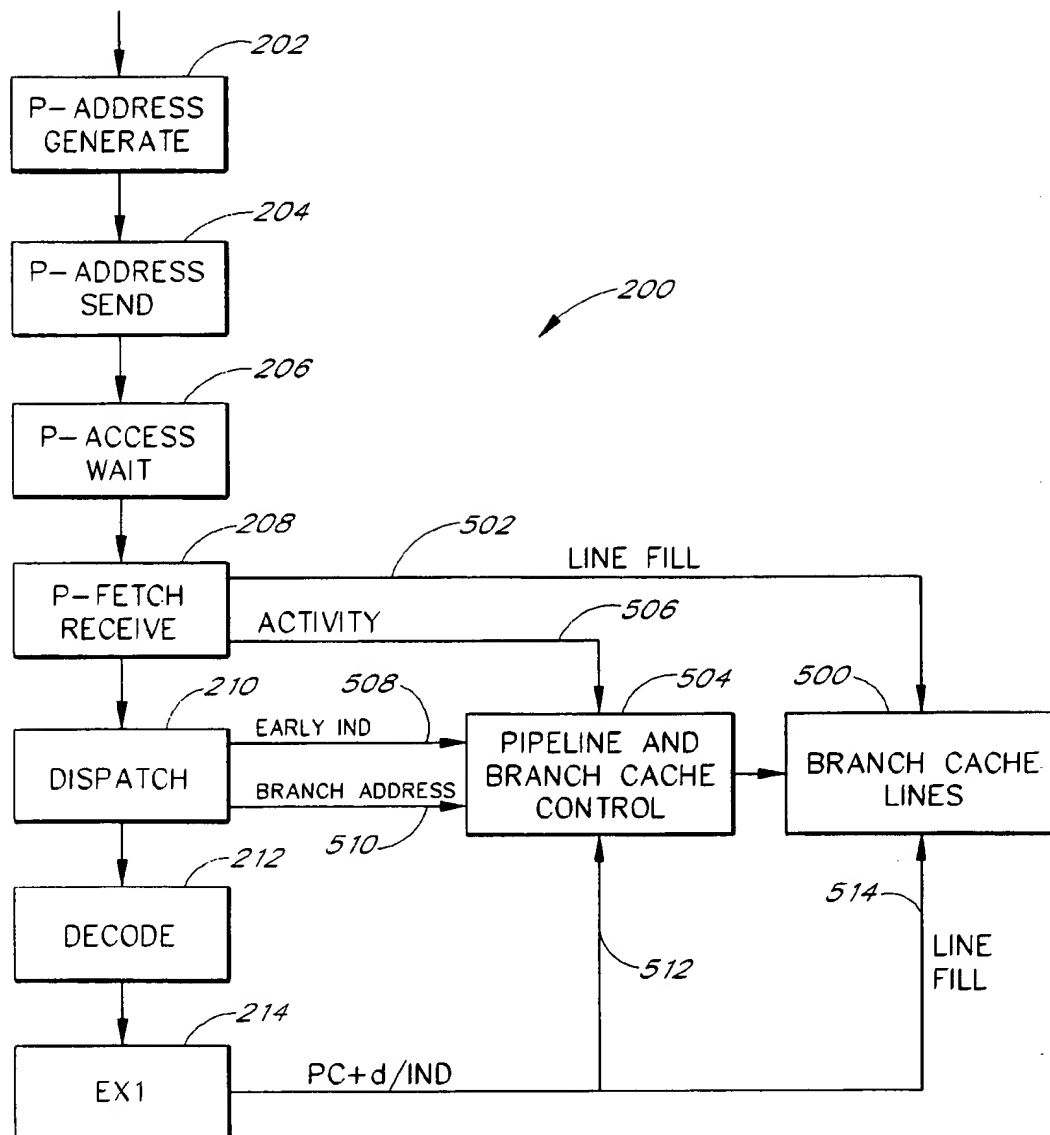 202
P-ADDRESS
GENERATE
204
P-ADDRESS
SEND
200
206
P-ACCESS
WAIT
208
502
LINE FILL
P-FETCH
RECEIVE
ACTIVITY
506
210
508
504
500
EARLY IND
DISPATCH
BRANCH ADDRESS
510
PIPELINE AND
BRANCH CACHE
CONTROL
BRANCH CACHE
LINES
212
DECODE
512
514
LINE
FILL
214
EX1
PC+d/IND